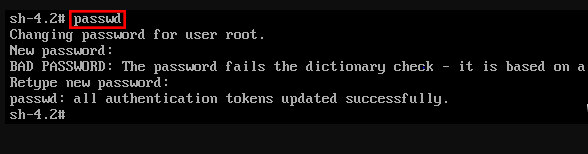 sh-4.2# passwd
Changing password for user root.
New password:
BAD PASSWORD: The password fails the dictionary check - it is based on a
Retype new password:
passwd: all authentication tokens updated successfully.
sh-4.2#